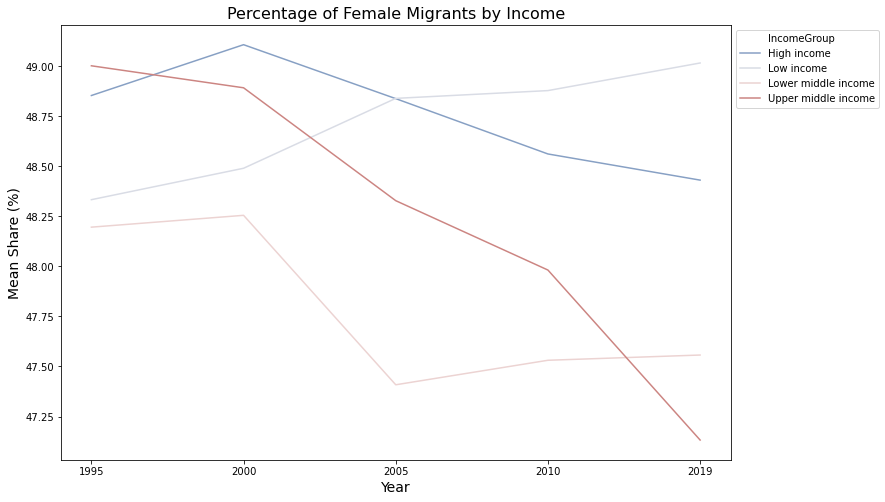 Percentage of Female Migrants by Income
IncomeGroup
High income
Low income
Lower middle income
Upper middle income
Mean Share (%)
49.00
48.75
48.50
48.25
48.00
47.75
47.50
47.25
1995 2000 2005 2010 2019
Year